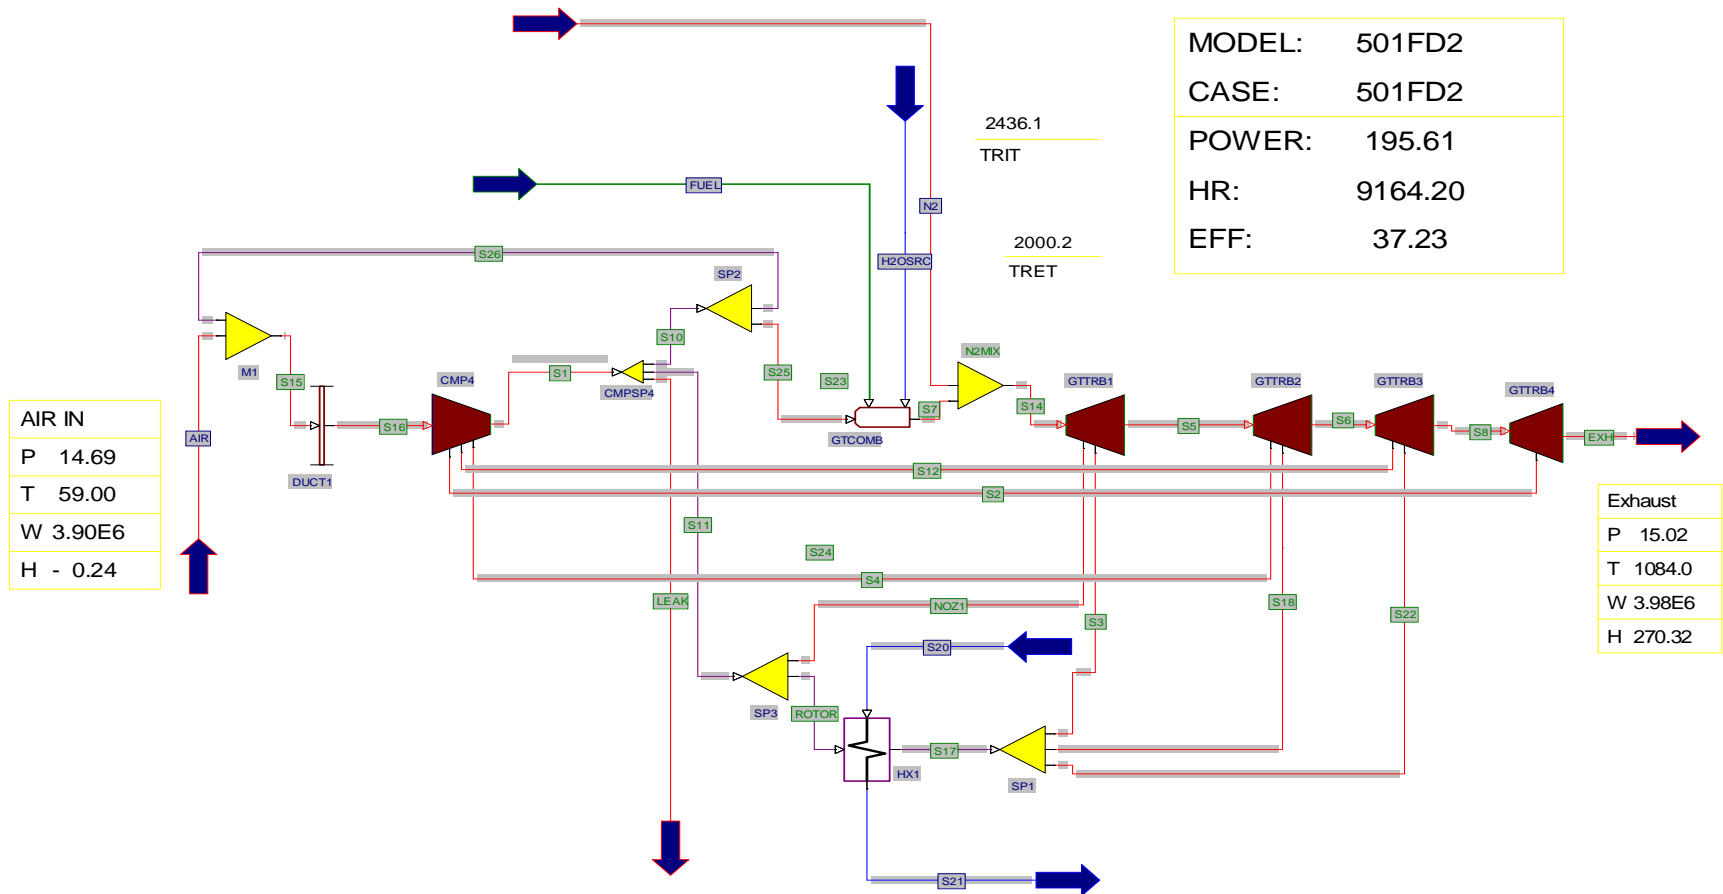 MODEL: 501FD2
CASE: 501FD2
POWER: 195.61
HR: 9164.20
EFF: 37.23
2436.1
TRIT
FUEL
N2
2000.2
TRET
S26
H2OSRC
SP2
S10
N2MIX
M1
S15
CMP4
S1
CMPSP4
S25
S23
S7
S14
GTTRB1
GTTRB2
GTTRB3
GTTRB4
AIR IN
P 14.69
T 59.00
W 3.90E6
H - 0.24
AIR
S16
GTCOMB
S5
S6
S8
EXH
DUCT1
S12
S2
S11
S24
S4
Exhaust
P 15.02
T 1084.0
W 3.98E6
H 270.32
LEAK
NOZ1
S3
S18
S22
S20
SP3
ROTOR
S17
HX1
SP1
S21